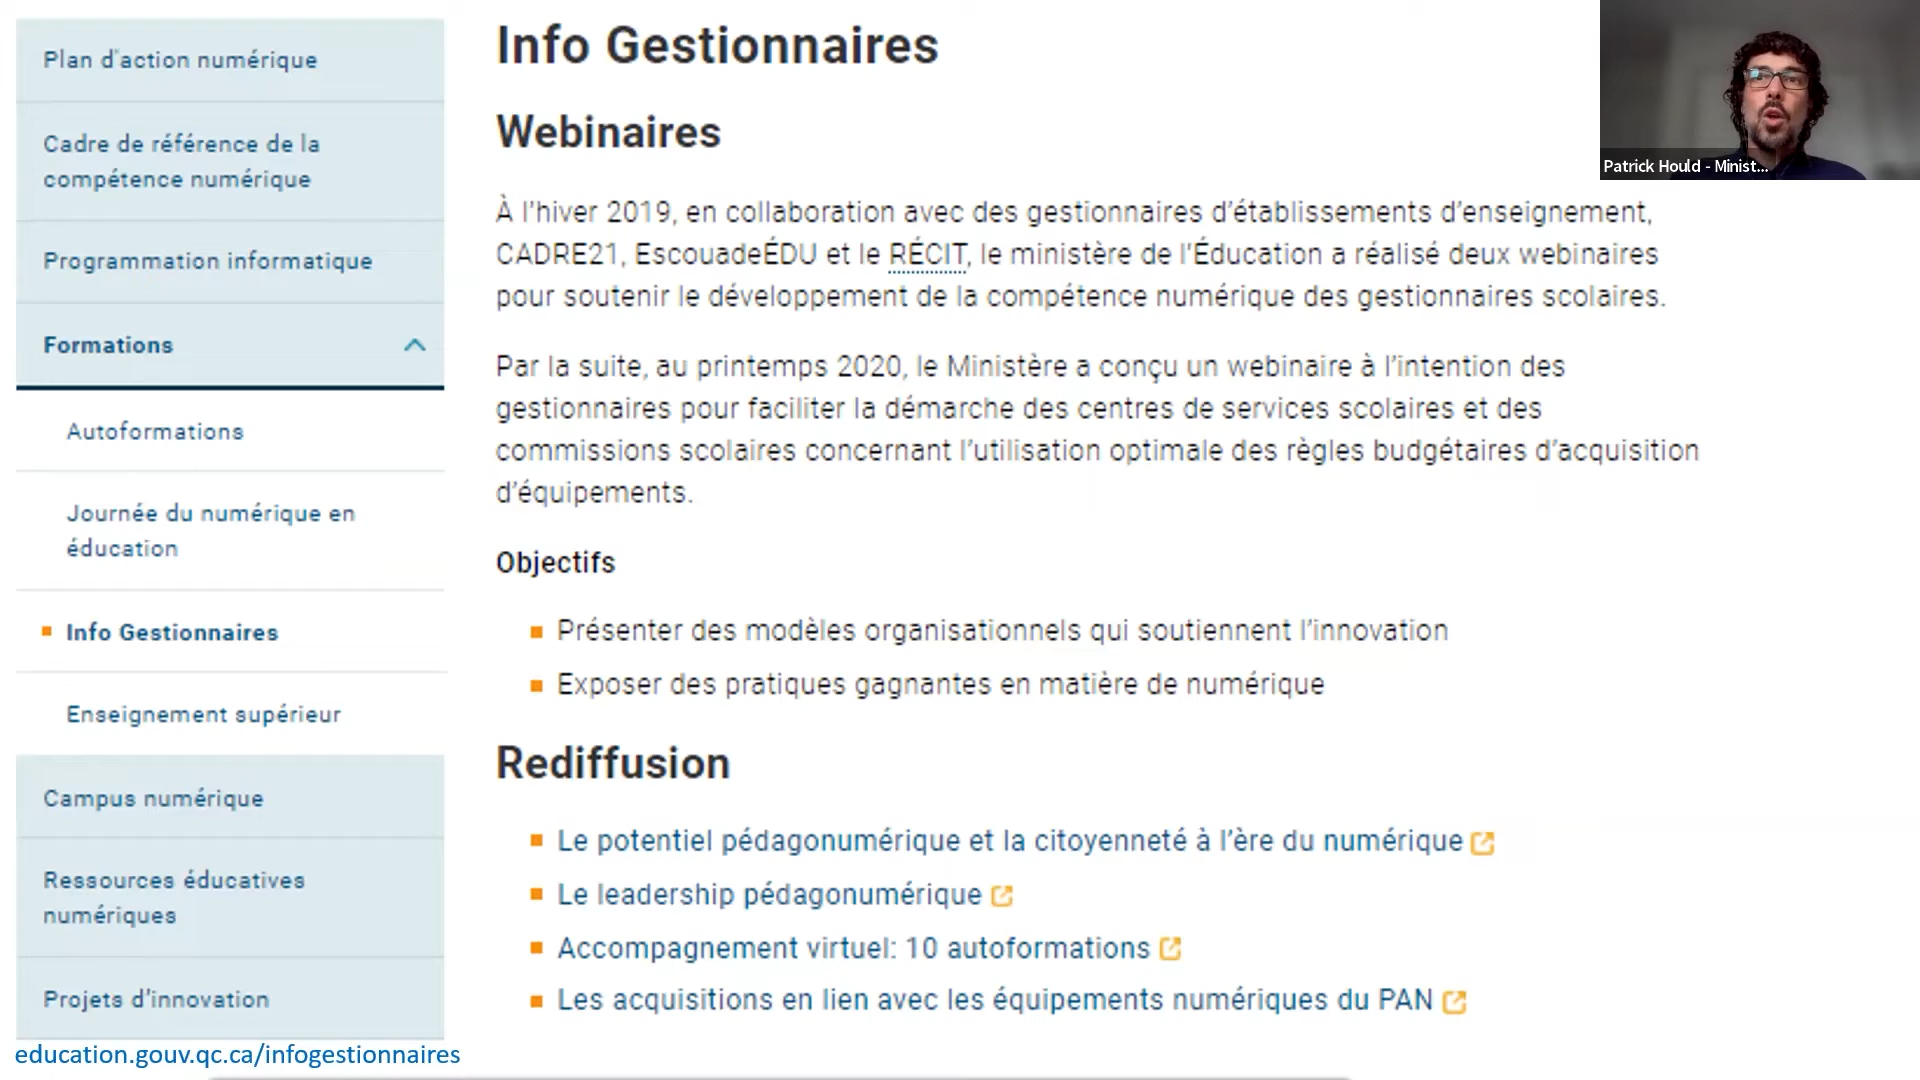 Plan d'action numérique
Cadre de référence de la
compétence numérique
Programmation informatique
Formations
Autoformations
Journée du numérique en
éducation
Info Gestionnaires
Enseignement supérieur
Campus numérique
Ressources éducatives
numériques
Projets d'innovation
education.gouv.qc.ca/infogestionnaires
Info Gestionnaires
Webinaires
À l'hiver 2019, en collaboration avec des gestionnaires d'établissements d'enseignement,
CADRE21, EscouadeÉDU et le RÉCIT, le ministère de l'Éducation a réalisé deux webinaires
pour soutenir le développement de la compétence numérique des gestionnaires scolaires.
Par la suite, au printemps 2020, le Ministère a conçu un webinaire à l'intention des
gestionnaires pour faciliter la démarche des centres de services scolaires et des
commissions scolaires concernant l'utilisation optimale des règles budgétaires d'acquisition
d'équipements.
Objectifs
Présenter des modèles organisationnels qui soutiennent l'innovation
Exposer des pratiques gagnantes en matière de numérique
Rediffusion
Le potentiel pédagonumérique et la citoyenneté à l'ère du numérique
Le leadership pédagonumérique
Accompagnement virtuel: 10 autoformations
Les acquisitions en lien avec les équipements numériques du PAN
Patrick Hould - Minist...